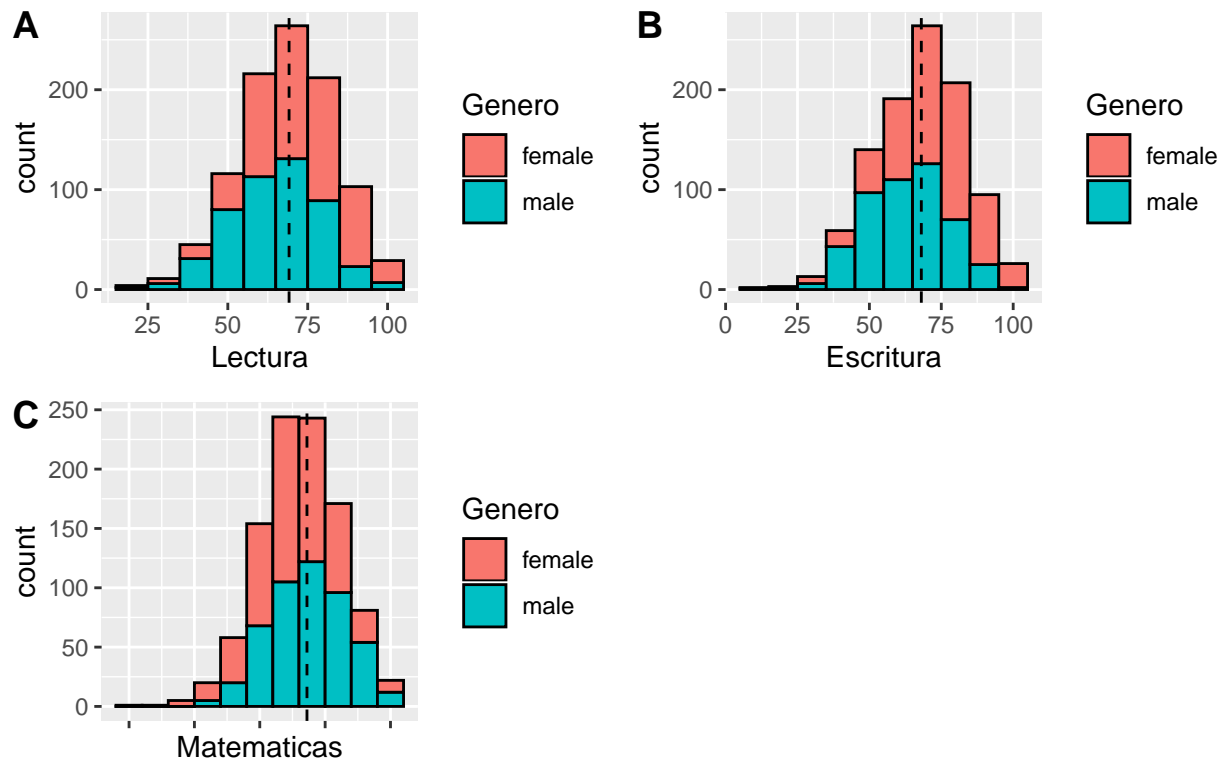 A
200
100
0
count
25 50 75 100
Lectura
Genero
female
male
B
200
100
0
count
0 25 50 75 100
Escritura
Genero
female
male
C
250
200
150
100
50
0
count
Matematicas
Genero
female
male